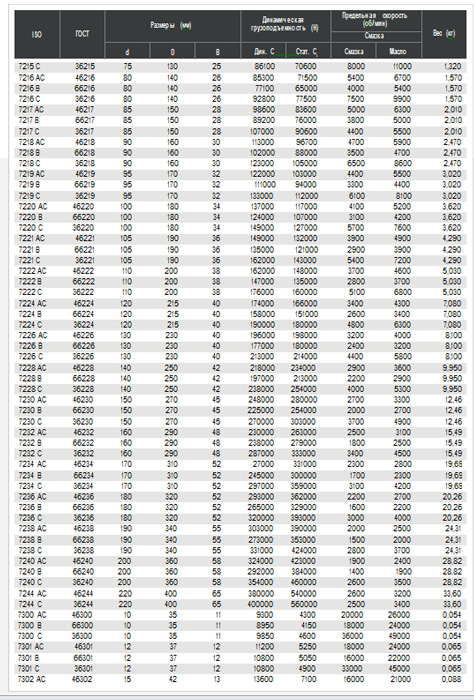 ISO ГОСТ Размеры (мм) Динамическая грузоподъемность (Н) Предельная скорость (об/мин) Вес (кг)
Смазка
d D B Дин. C Стат. C Смазка Масло
7215 C 36215 75 130 25 86100 70600 8000 11000 1,320
7216 AC 46216 80 140 26 85300 71500 5400 6700 1,570
7216 B 66216 80 140 26 77100 65000 4000 5400 1,570
7216 C 36216 80 140 26 92800 77500 7500 9900 1,570
7217 AC 46217 85 150 28 98600 83600 5000 6300 2,010
7217 B 66217 85 150 28 89200 76000 3800 5000 2,010
7217 C 36217 85 150 28 107000 90600 4400 5500 2,010
7218 AC 46218 90 160 30 113000 96700 4700 5900 2,470
7218 B 66218 90 160 30 102000 88000 3500 4700 2,470
7218 C 36218 90 160 30 123000 105000 6500 8600 2,470
7219 AC 46219 95 170 32 122000 103000 4400 5500 3,020
7219 B 66219 95 170 32 111000 94000 3300 4400 3,020
7219 C 36219 95 170 32 133000 112000 6100 8100 3,020
7220 AC 46220 100 180 34 137000 117000 4100 5200 3,620
7220 B 66220 100 180 34 124000 107000 3100 4200 3,620
7220 C 36220 100 180 34 149000 127000 5700 7600 3,620
7221 AC 46221 105 190 36 149000 132000 3900 4900 4,290
7221 B 66221 105 190 36 135000 121000 2900 3900 4,290
7221 C 36221 105 190 36 162000 143000 5400 7200 4,290
7222 AC 46222 110 200 38 162000 148000 3700 4600 5,030
7222 B 66222 110 200 38 147000 135000 2800 3700 5,030
7222 C 36222 110 200 38 176000 160000 5100 6800 5,030
7224 AC 46224 120 215 40 174000 166000 3400 4300 7,080
7224 B 66224 120 215 40 158000 151000 2600 3400 7,080
7224 C 36224 120 215 40 190000 180000 4800 6300 7,080
7226 AC 46226 130 230 40 196000 198000 3200 4000 8,100
7226 B 66226 130 230 40 177000 180000 2400 3200 8,100
7226 C 36226 130 230 40 213000 214000 4400 5800 8,100
7228 AC 46228 140 250 42 218000 234000 2900 3600 9,950
7228 B 66228 140 250 42 197000 213000 2200 2900 9,950
7228 C 36228 140 250 42 238000 254000 4000 5300 9,950
7230 AC 46230 150 270 45 248000 280000 2700 3300 12,46
7230 B 66230 150 270 45 225000 254000 2000 2700 12,46
7230 C 36230 150 270 45 270000 303000 3700 4900 12,46
7232 AC 46232 160 290 48 230000 263000 2500 3100 15,49
7232 B 66232 160 290 48 238000 279000 1800 2500 15,49
7232 C 36232 160 290 48 287000 333000 3400 4500 15,49
7234 AC 46234 170 310 52 27000 331000 2300 2800 19,65
7234 B 66234 170 310 52 245000 300000 1700 2300 19,65
7234 C 36234 170 310 52 297000 359000 3100 4200 19,65
7236 AC 46236 180 320 52 293000 362000 2200 2700 20,26
7236 B 66236 180 320 52 265000 329000 1600 2200 20,26
7236 C 36236 180 320 52 320000 393000 3000 4000 20,26
7238 AC 46238 190 340 55 303000 390000 2000 2500 24,31
7238 B 66238 190 340 55 273000 353000 1500 2000 24,31
7238 C 36238 190 340 55 331000 424000 2800 3700 24,31
7240 AC 46240 200 360 58 324000 423000 1900 2400 28,82
7240 B 66240 200 360 58 292000 384000 1400 1900 28,82
7240 C 36240 200 360 58 354000 460000 2600 3500 28,82
7244 AC 46244 220 400 65 380000 540000 2600 3200 33,60
7244 C 36244 220 400 65 400000 560000 2500 3400 33,60
7300 AC 46300 10 35 11 9300 4300 20000 26000 0,054
7300 B 66300 10 35 11 8950 4150 18000 24000 0,054
7300 C 36300 10 35 11 9850 4600 36000 49000 0,054
7301 AC 46301 12 37 12 11200 5250 18000 24000 0,065
7301 B 66301 12 37 12 10800 5050 16000 22000 0,065
7301 C 36301 12 37 12 10800 4900 33000 45000 0,065
7302 AC 46302 15 42 13 13600 7100 16000 21000 0,088